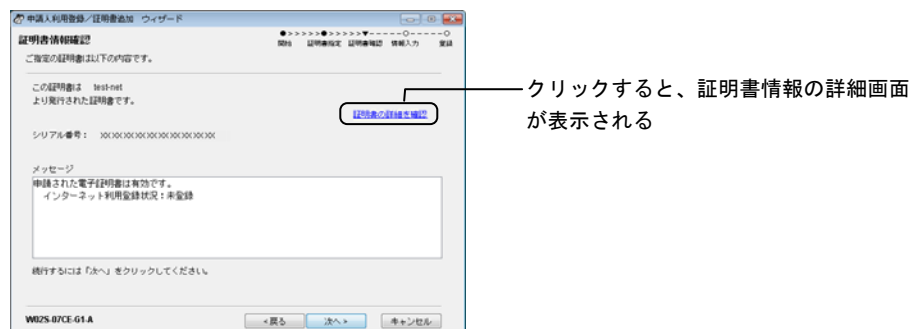 申請人利用登録／証明書追加 ウィザード
証明書情報確認
●>>>>>●>>>>>▼-----○-----○
開始 証明書指定 証明書確認 情報入力 登録
ご指定の証明書は以下の内容です。
この証明書は test-net
より発行された証明書です。
証明書の詳細を確認
クリックすると、証明書情報の詳細画面
が表示される
シリアル番号：
メッセージ
申請された電子証明書は有効です。
インターネット利用登録状況：未登録
続行するには「次へ」をクリックしてください。
W02S-07CE-G1-A
<戻る
次へ>
キャンセル